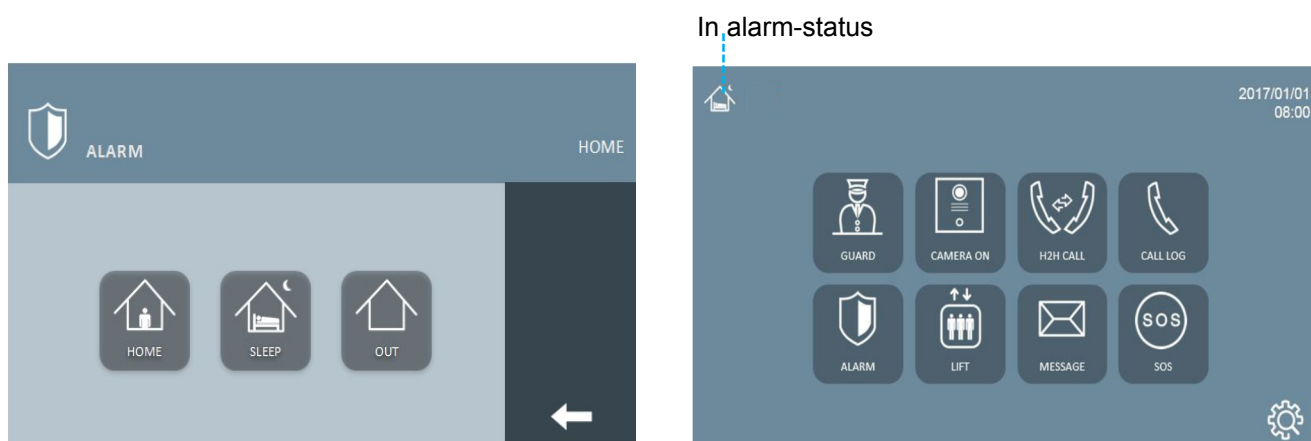 In alarm-status
ALARM
HOME
HOME
SLEEP
OUT
2017/01/01
08:00
GUARD
CAMERA ON
H2H CALL
CALL LOG
ALARM
LIFT
MESSAGE
SOS
SOS